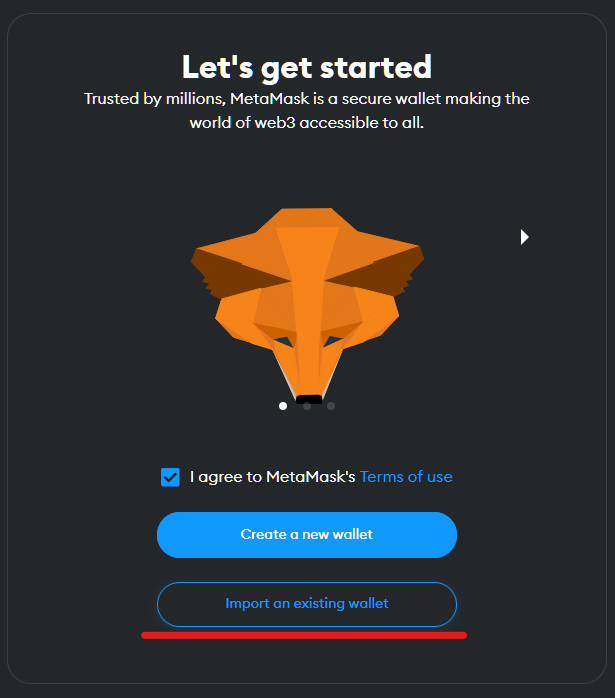 Let's get started
Trusted by millions, MetaMask is a secure wallet making the
world of web3 accessible to all.
I agree to MetaMask's Terms of use
Create a new wallet
Import an existing wallet